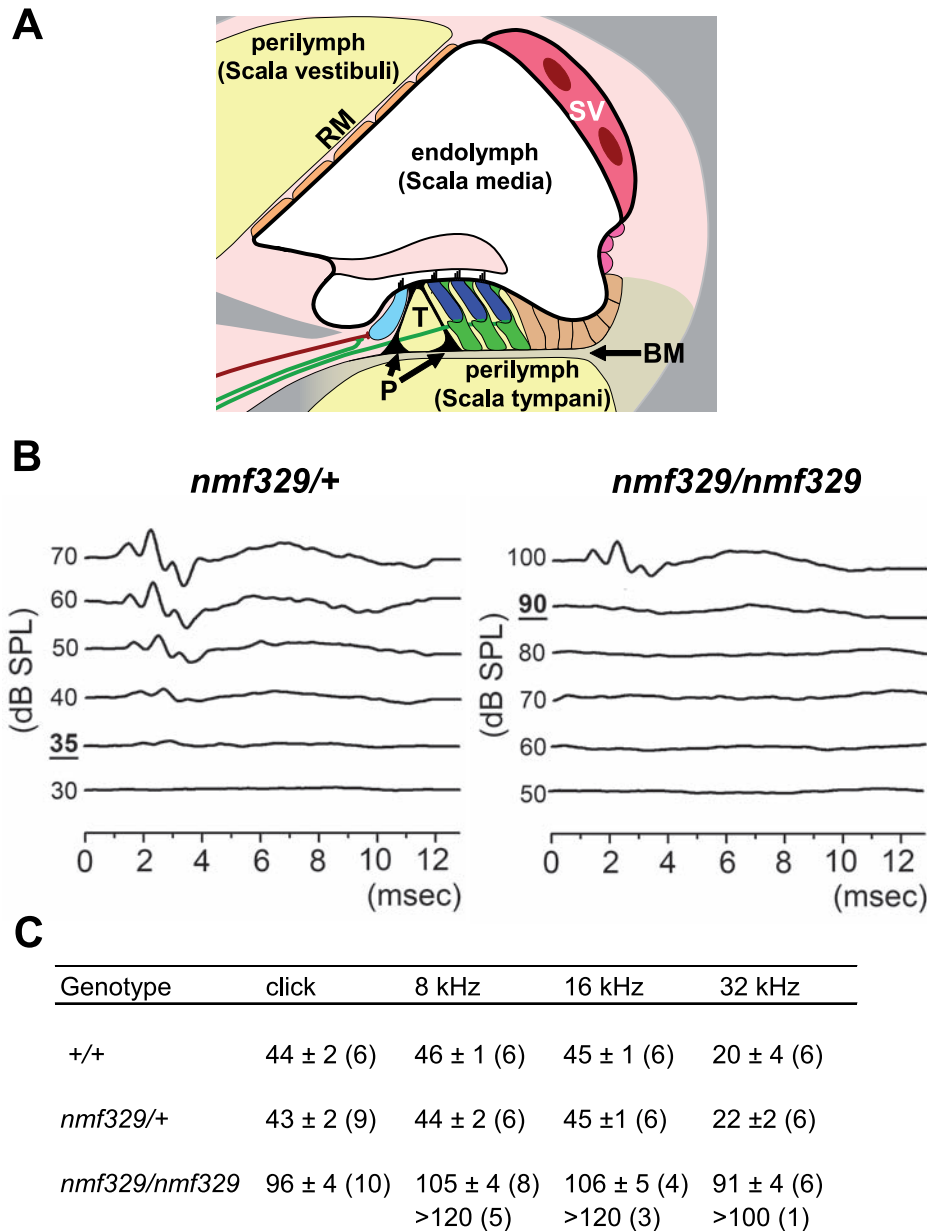 A
perilymph
(Scala vestibuli)
RM
SV
endolymph
(Scala media)
T
P
BM
perilymph
(Scala tympani)
B
nmf329/+
nmf329/nmf329
(dB SPL)
70
60
50
40
35
30
0 2 4 6 8 10 12
(msec)
(dB SPL)
100
90
80
70
60
50
0 2 4 6 8 10 12
(msec)
C
Genotype click 8 kHz 16 kHz 32 kHz
+/+ 44 ± 2 (6) 46 ± 1 (6) 45 ± 1 (6) 20 ± 4 (6)
nmf329/+ 43 ± 2 (9) 44 ± 2 (6) 45 ±1 (6) 22 ±2 (6)
nmf329/nmf329 96 ± 4 (10) 105 ± 4 (8) 106 ± 5 (4) 91 ± 4 (6)
>120 (5) >120 (3) >100 (1)